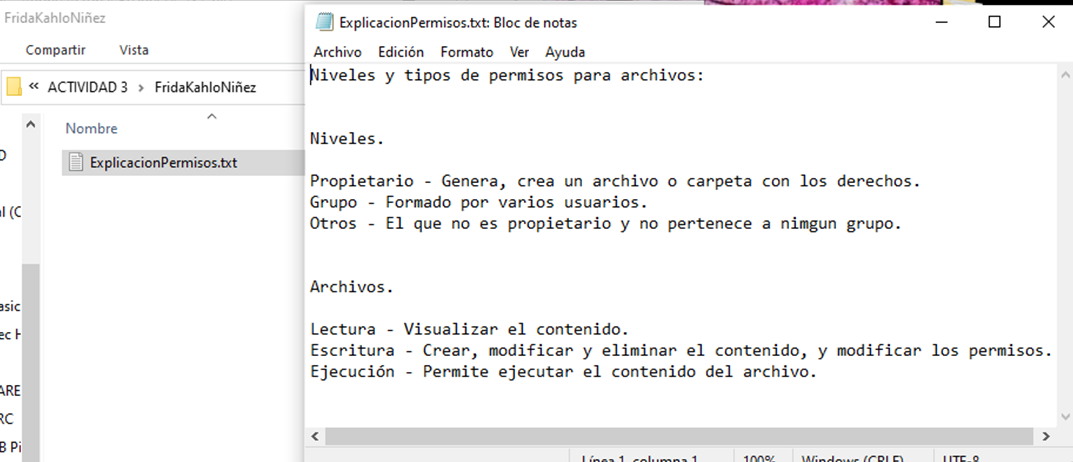 FridaKahloNiñez
Compartir Vista
« ACTIVIDAD 3 › FridaKahloNiñez
Nombre
ExplicacionPermisos.txt
ExplicacionPermisos.txt: Bloc de notas
Archivo Edición Formato Ver Ayuda
Niveles y tipos de permisos para archivos:
Niveles.
Propietario - Genera, crea un archivo o carpeta con los derechos.
Grupo - Formado por varios usuarios.
Otros - El que no es propietario y no pertenece a nimgun grupo.
Archivos.
Lectura - Visualizar el contenido.
Escritura - Crear, modificar y eliminar el contenido, y modificar los permisos.
Ejecución - Permite ejecutar el contenido del archivo.
Línea 1, columna 1 100% Windows (CRLF) UTF-8